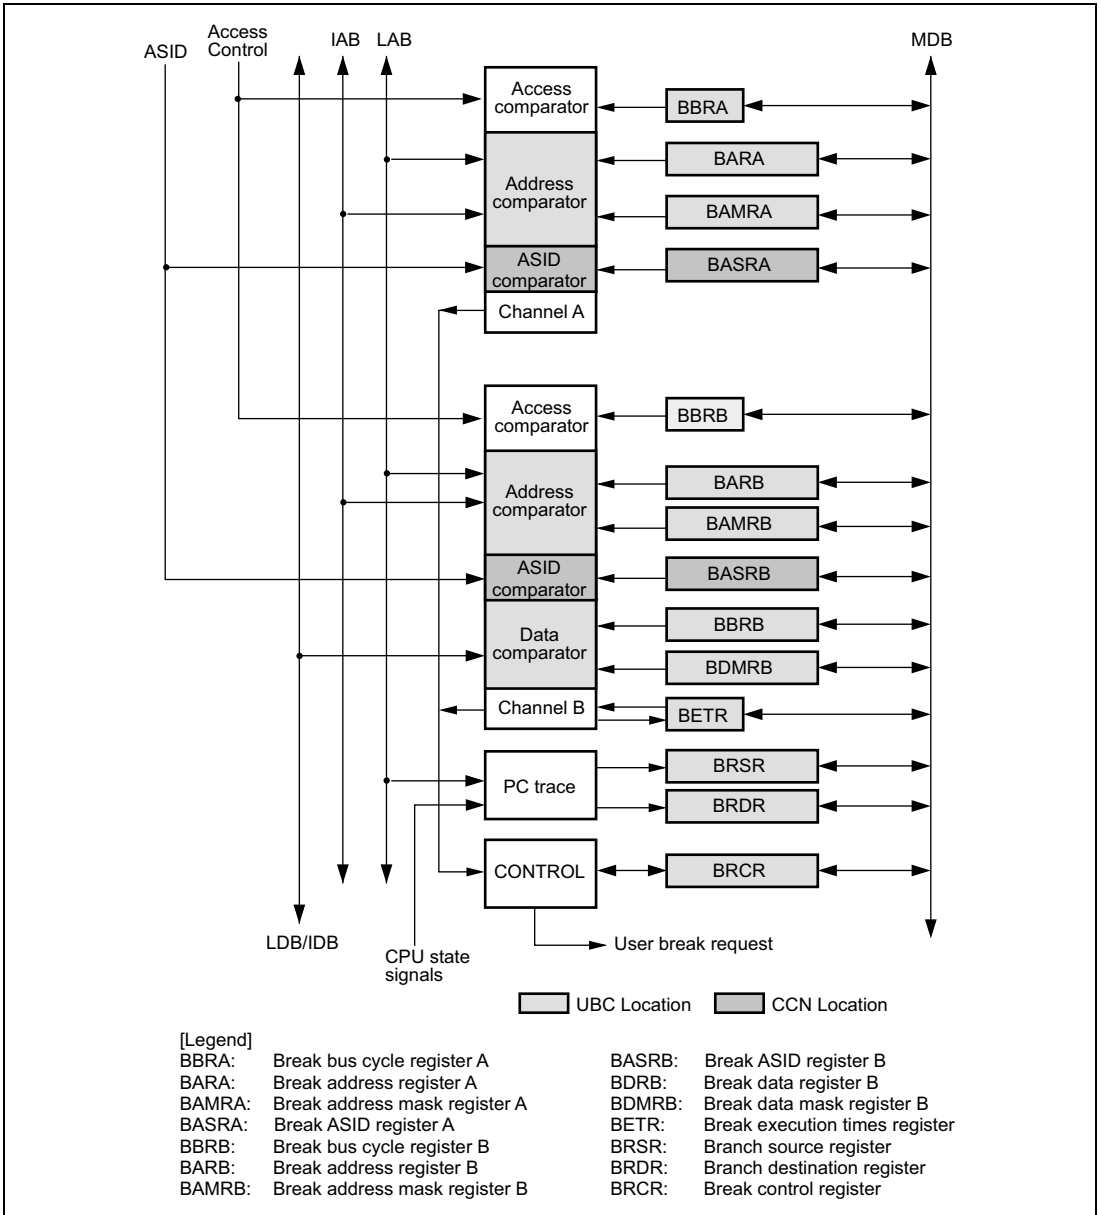 ASID
Access
Control
IAB
LAB
MDB
Access
comparator
BBRA
Address
comparator
BARA
BAMRA
ASID
comparator
BASRA
Channel A
Access
comparator
BBRB
Address
comparator
BARB
BAMRB
ASID
comparator
BASRB
Data
comparator
BBRB
BDMRB
Channel B
BETR
PC trace
BRSR
BRDR
CONTROL
BRCR
LDB/IDB
CPU state
signals
User break request
UBC Location
CCN Location
[Legend]
BBRA: Break bus cycle register A
BARA: Break address register A
BAMRA: Break address mask register A
BASRA: Break ASID register A
BBRB: Break bus cycle register B
BARB: Break address register B
BAMRB: Break address mask register B
BASRB: Break ASID register B
BDRB: Break data register B
BDMRB: Break data mask register B
BETR: Break execution times register
BRSR: Branch source register
BRDR: Branch destination register
BRCR: Break control register